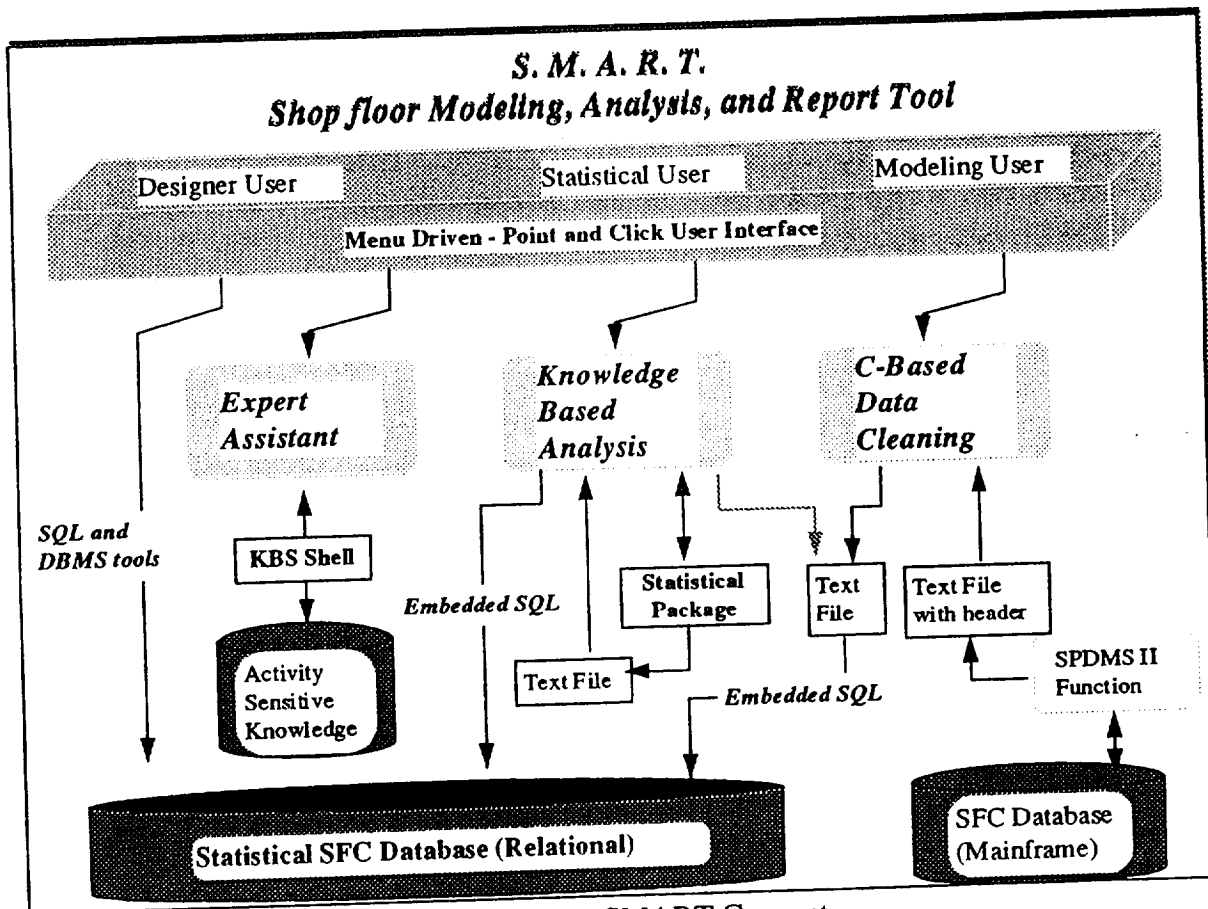 S. M. A. R. T.
Shop floor Modeling, Analysis, and Report Tool
Designer User
Statistical User
Modeling User
Menu Driven - Point and Click User Interface
Expert
Assistant
Knowledge
Based
Analysis
C-Based
Data
Cleaning
SQL and
DBMS tools
KBS Shell
Embedded SQL
Statistical
Package
Text
File
Text File
with header
Activity
Sensitive
Knowledge
Text File
Embedded SQL
SPDMS II
Function
Statistical SFC Database (Relational)
SFC Database
(Mainframe)